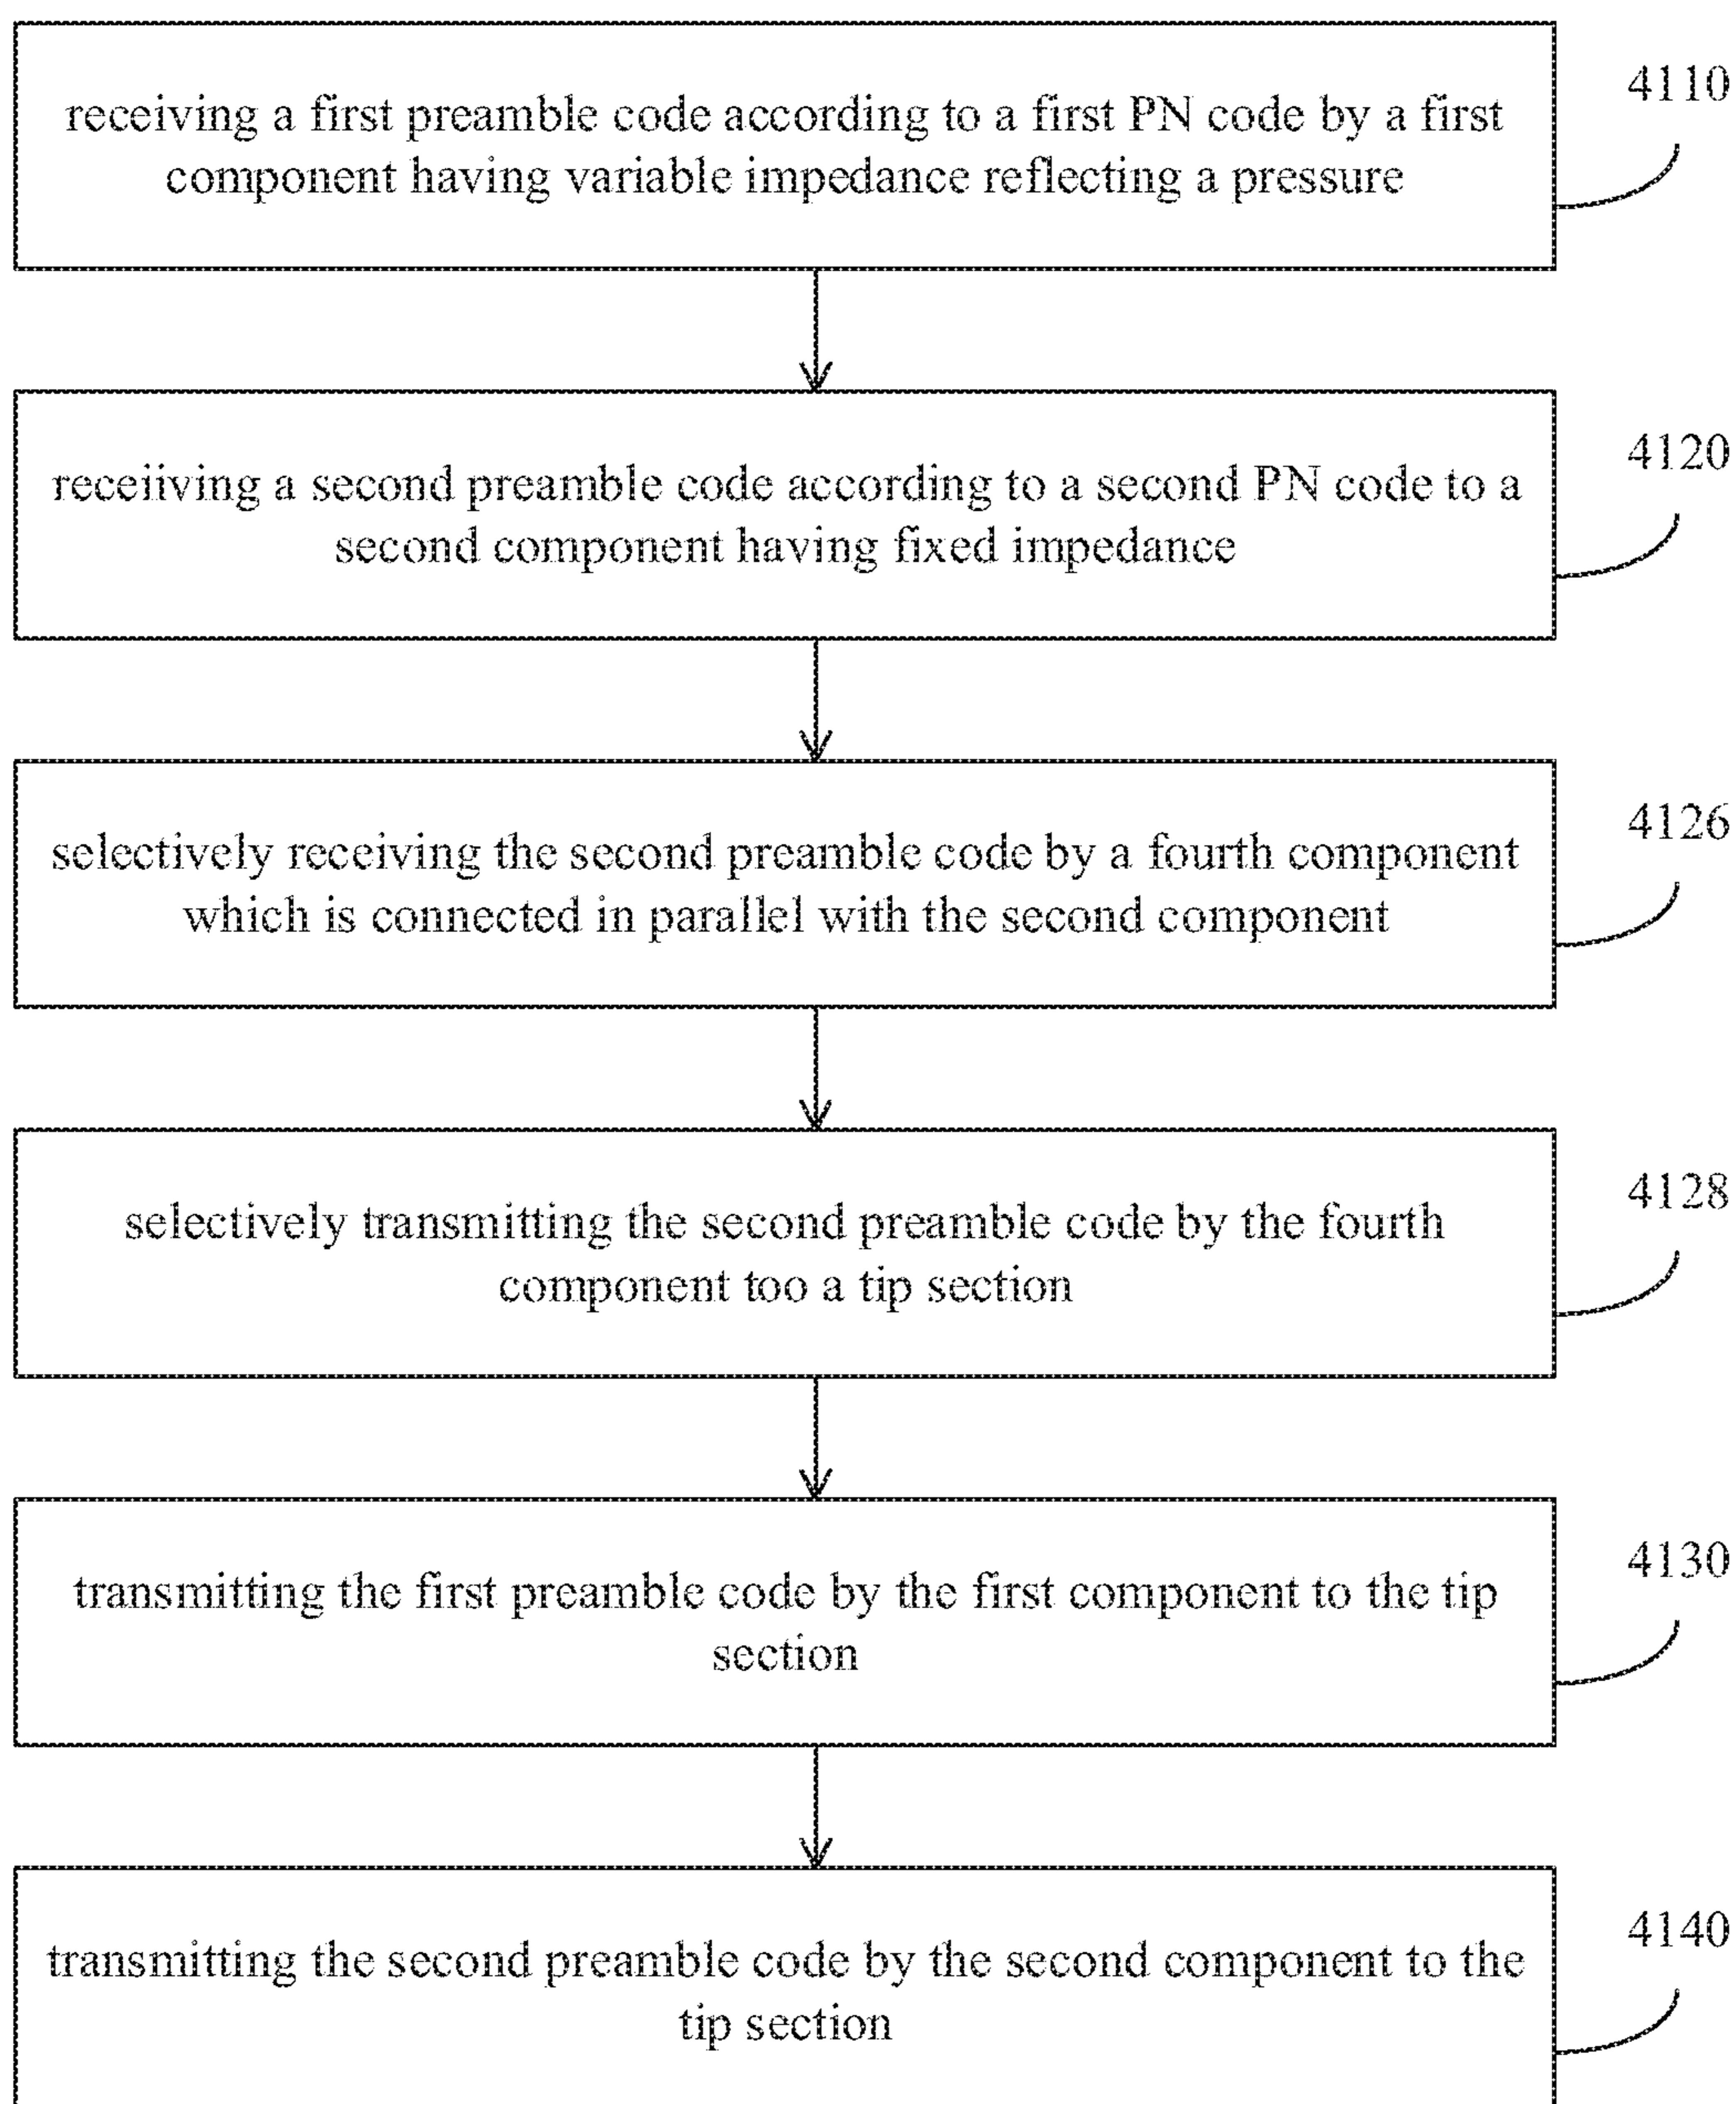 receiving a first preamble code according to a first PN code by a first
component having variable impedance reflecting a pressure
4110
receiiving a second preamble code according to a second PN code to a
second component having fixed impedance
4120
selectively receiving the second preamble code by a fourth component
which is connected in parallel with the second component
4126
selectively transmitting the second preamble code by the fourth
component too a tip section
4128
transmitting the first preamble code by the first component to the tip
section
4130
transmitting the second preamble code by the second component to the
tip section
4140